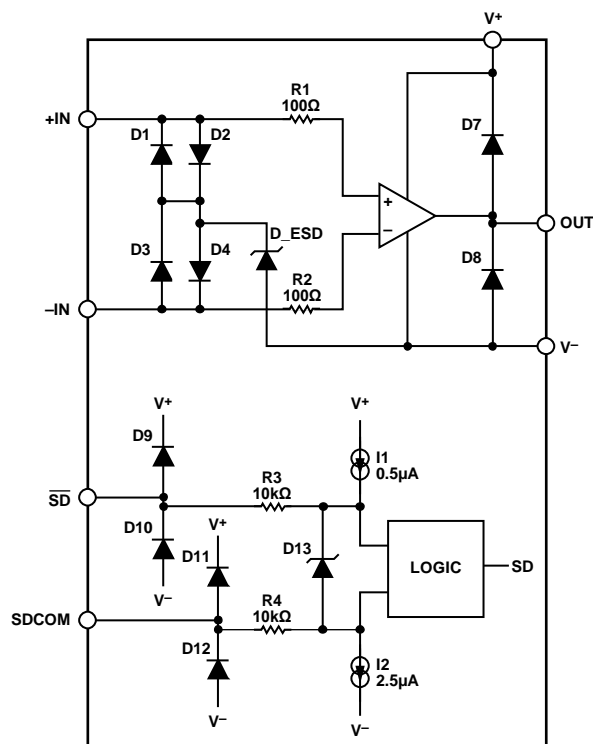 V+
R1
100Ω
+IN
D1
D2
D7
+
OUT
−
D_ESD
D3
D4
D8
R2
100Ω
–IN
V–
V+
V+
D9
I1
0.5µA
R3
10kΩ
SD
D10
V+
D11
D13
LOGIC
SD
V–
R4
10kΩ
SDCOM
D12
I2
2.5µA
V–
V–